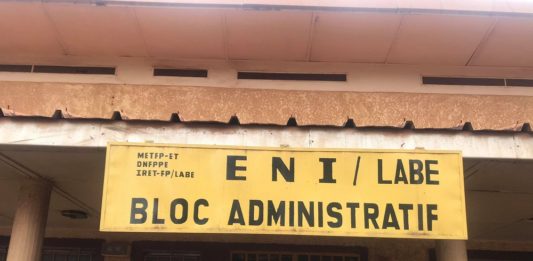 METFP-ET
DNFPPE
IRET-FP/LABE
ENI/LABE
BLOC ADMINISTRATIF